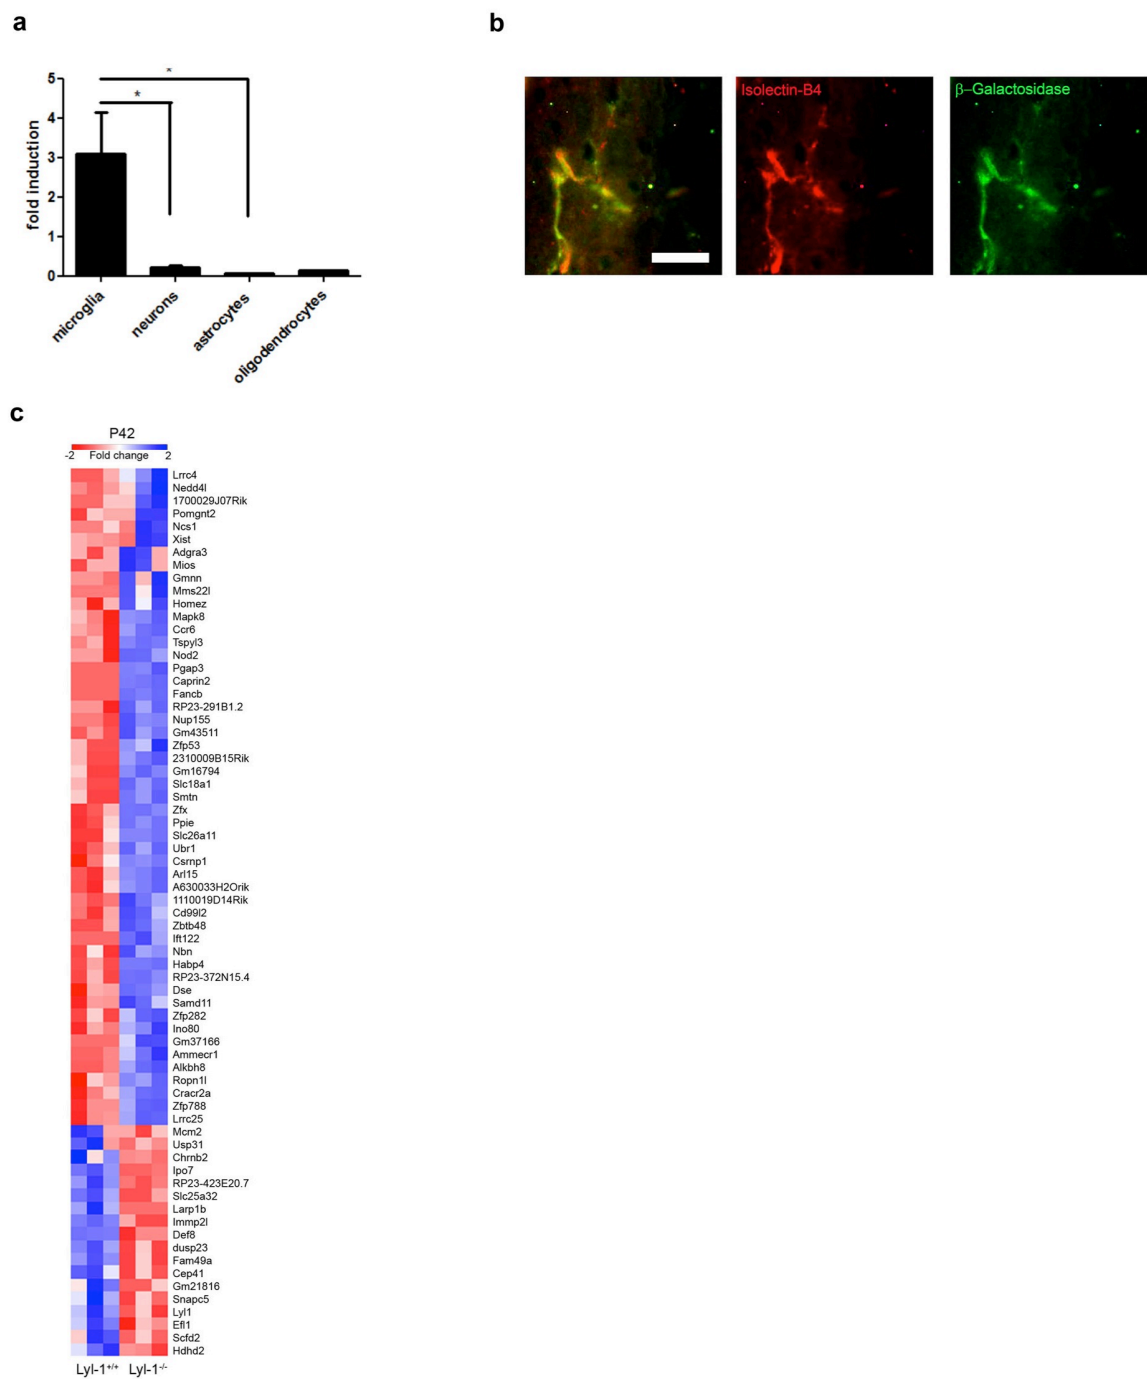 a
b
fold induction
5
4
3
2
1
0
*
*
microglia
neurons
astrocytes
oligodendrocytes
Isolectin-B4
β–Galactosidase
c
P42
-2 Fold change 2
Lrrc4
Nedd4l
1700029J07Rik
Pomgnt2
Ncs1
Xist
Adgra3
Mios
Gmnn
Mms22l
Homez
Mapk8
Ccr6
Tspyl3
Nod2
Pgap3
Caprin2
Fancb
RP23-291B1.2
Nup155
Gm43511
Zfp53
2310009B15Rik
Gm16794
Slc18a1
Smtn
Zfx
Ppie
Slc26a11
Ubr1
Csrnp1
Arl15
A630033H2Orik
1110019D14Rik
Cd99l2
Zbtb48
Ift122
Nbn
Habp4
RP23-372N15.4
Dse
Samd11
Zfp282
Ino80
Gm37166
Ammecr1
Alkbh8
Ropn1l
Cracr2a
Zfp788
Lrrc25
Mcm2
Usp31
Chrnb2
Ipo7
RP23-423E20.7
Slc25a32
Larp1b
Immp2l
Def8
dusp23
Fam49a
Cep41
Gm21816
Snapc5
Lyl1
Efl1
Scfd2
Hdhd2
Lyl-1+/+ Lyl-1-/-